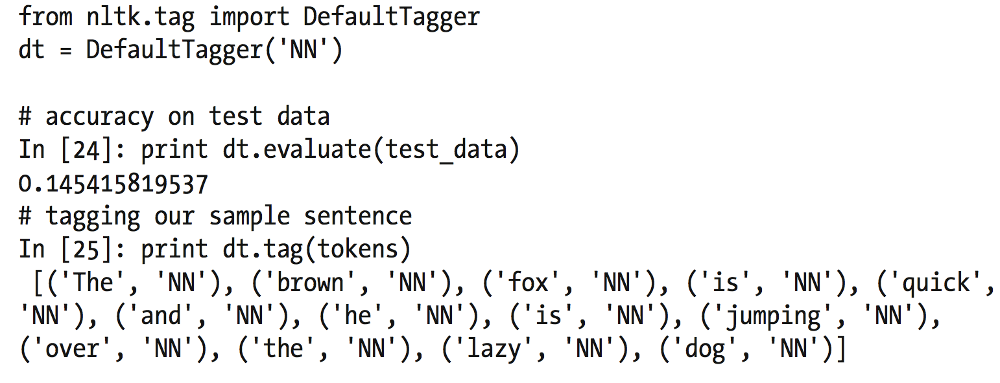 from nltk.tag import DefaultTagger
dt = DefaultTagger('NN')
# accuracy on test data
In [24]: print dt.evaluate(test_data)
0.145415819537
# tagging our sample sentence
In [25]: print dt.tag(tokens)
[('The', 'NN'), ('brown', 'NN'), ('fox', 'NN'), ('is', 'NN'), ('quick',
'NN'), ('and', 'NN'), ('he', 'NN'), ('is', 'NN'), ('jumping', 'NN'),
('over', 'NN'), ('the', 'NN'), ('lazy', 'NN'), ('dog', 'NN')]